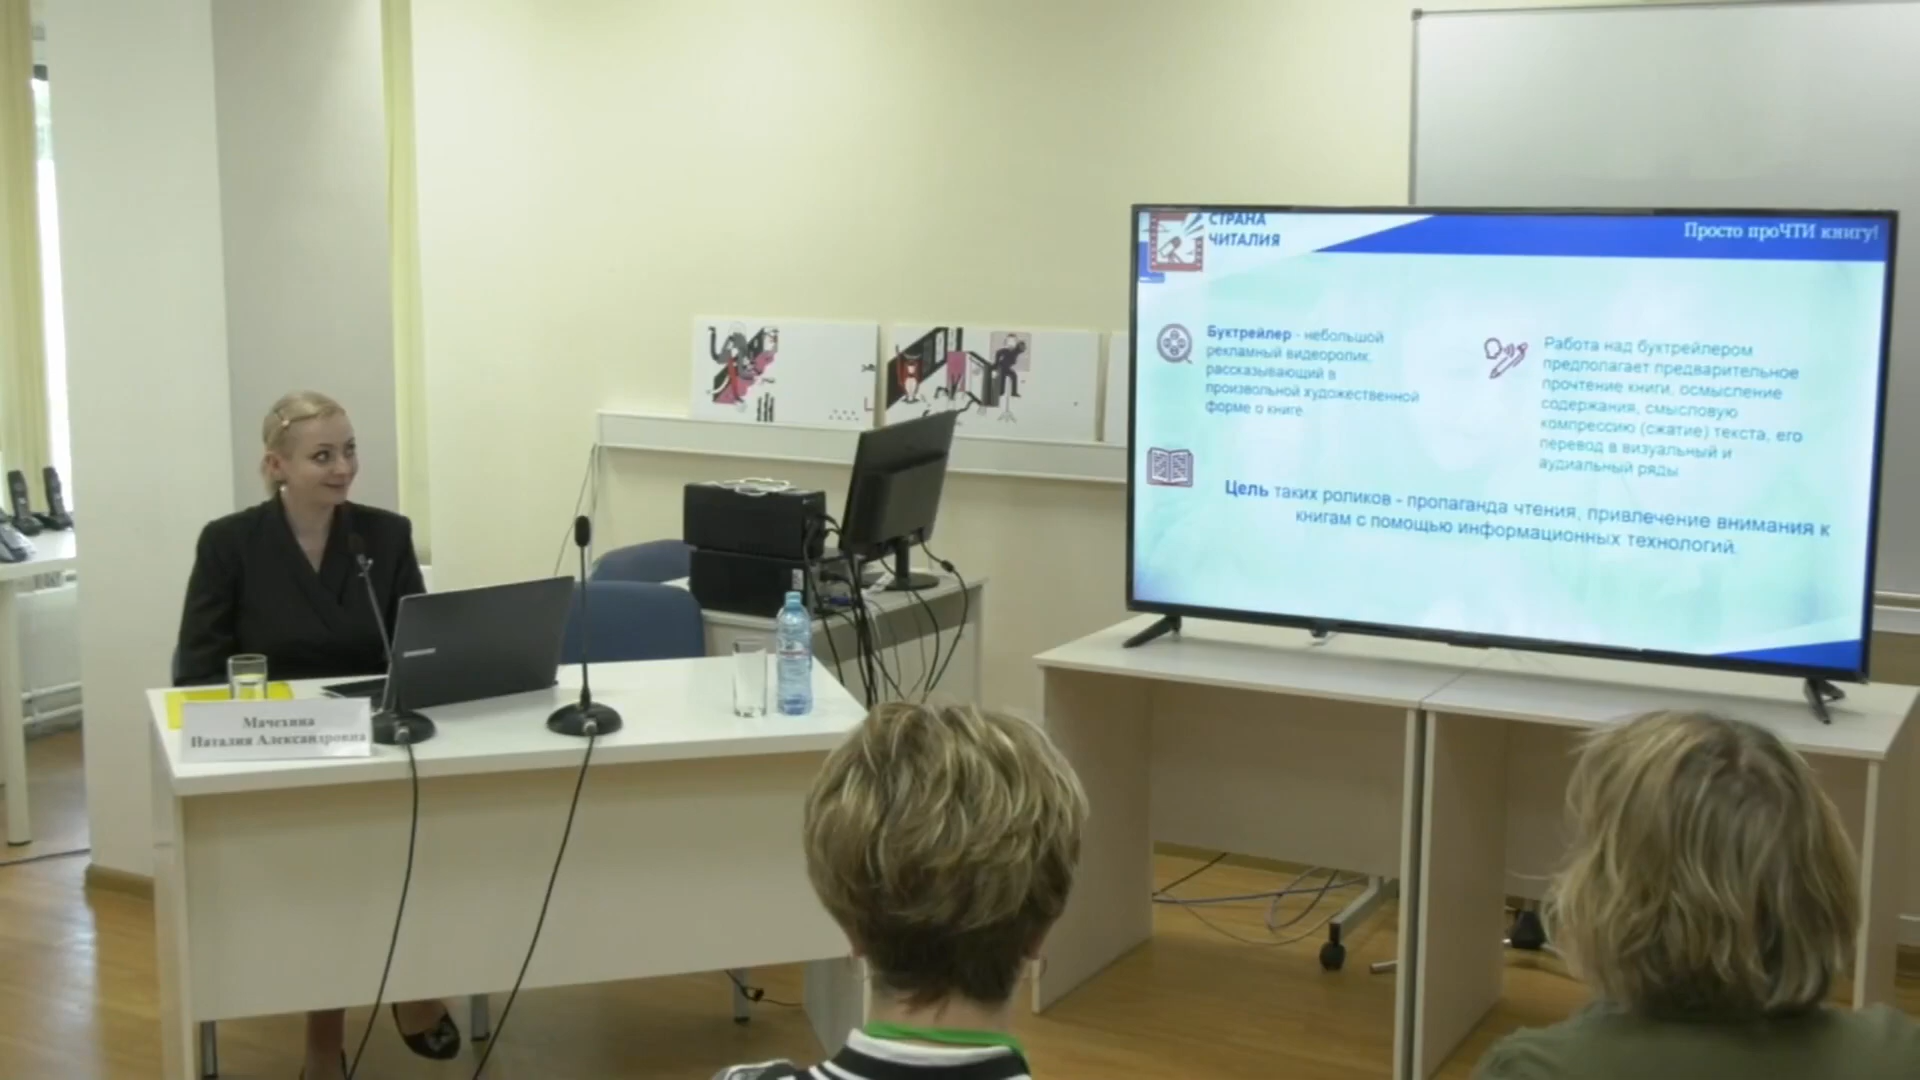 СТРАНА
ЧИТАЛИЯ
Просто проЧТИ книгу!
Буктрейлер - небольшой
рекламный видеоролик,
рассказывающий в
произвольной художественной
форме о книге.
Работа над буктрейлером
предполагает предварительное
прочтение книги, осмысление
содержания, смысловую
компрессию (сжатие) текста, его
перевод в визуальный и
аудиальный ряды
Цель таких роликов - пропаганда чтения, привлечение внимания к
книгам с помощью информационных технологий.
Мачехина
Наталия Александровна